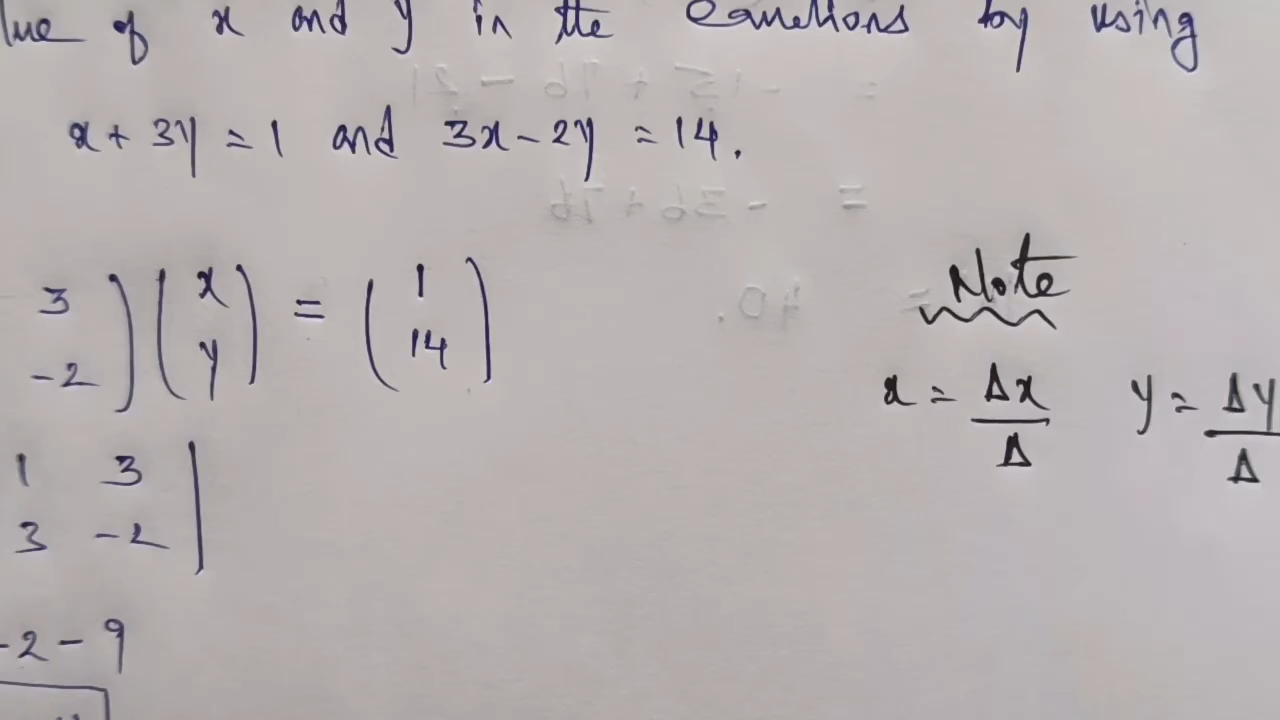 of x and y in the equations by using
x + 3y = 1 and 3x - 2y = 14.
3 x 1
-2 y = 14
Note
x = Δx/Δ y = Δy/Δ
1 3
3 -2
-2 - 9